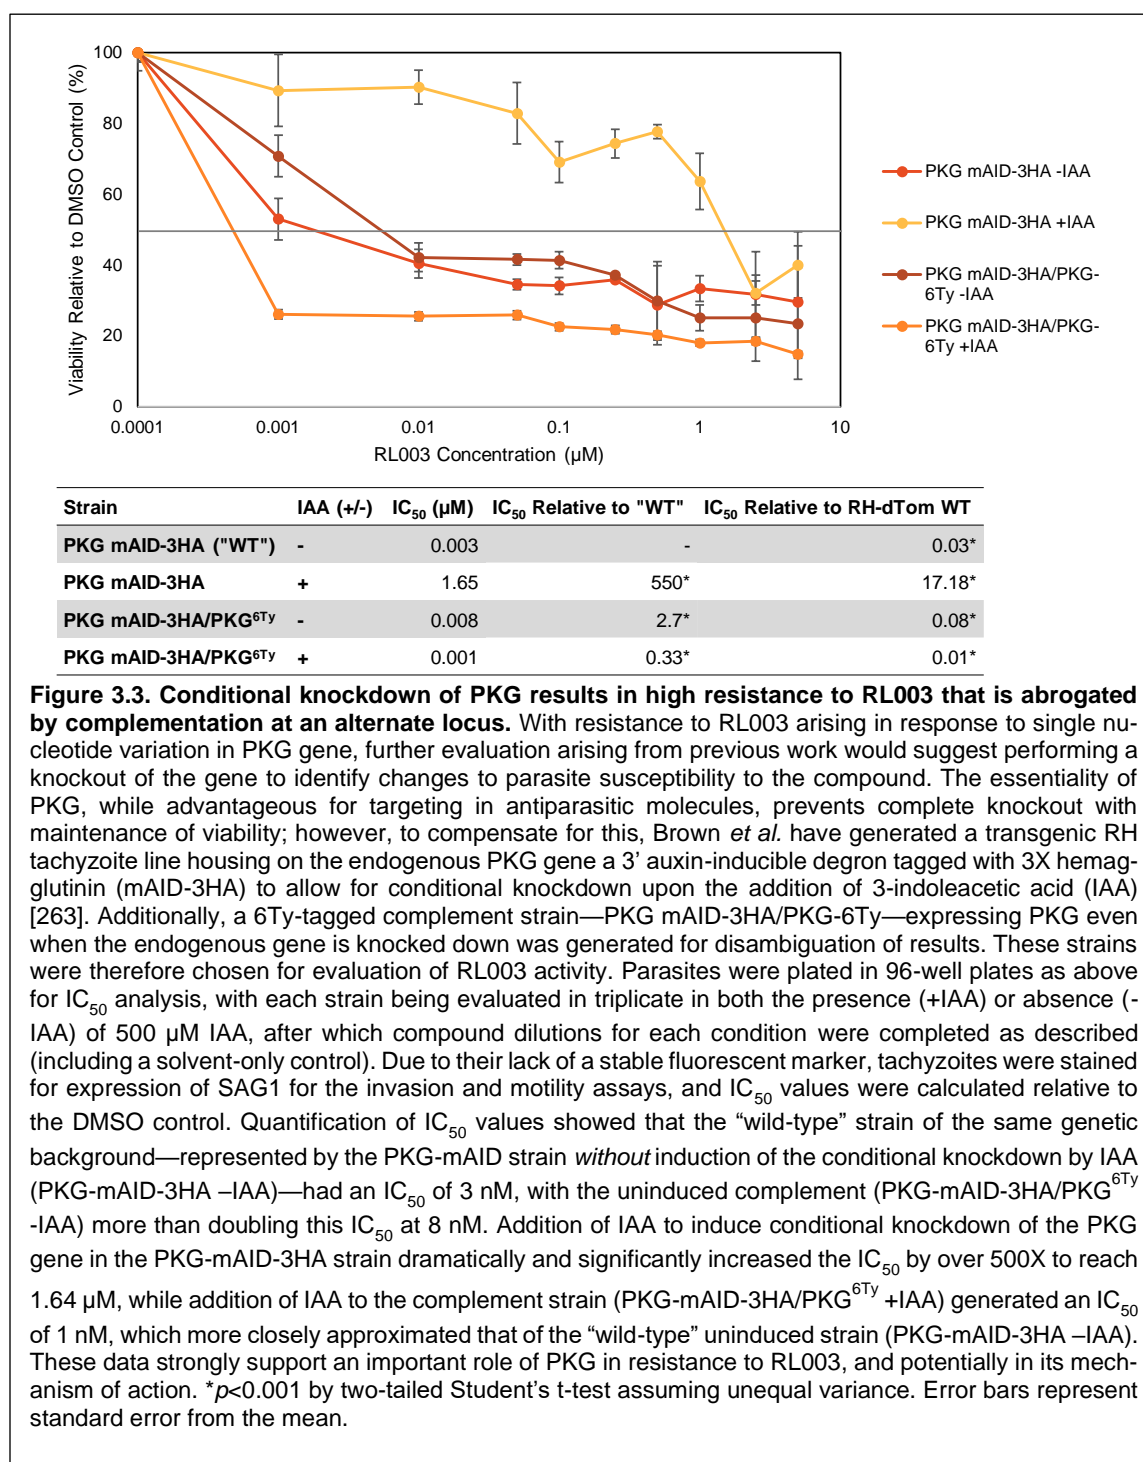 100
80
60
40
20
0
Viability Relative to DMSO Control (%)
0.0001 0.001 0.01 0.1 1 10
RL003 Concentration (µM)
PKG mAID-3HA -IAA
PKG mAID-3HA +IAA
PKG mAID-3HA/PKG-
6Ty -IAA
PKG mAID-3HA/PKG-
6Ty +IAA
Strain IAA (+/-) IC50 (µM) IC50 Relative to "WT" IC50 Relative to RH-dTom WT
PKG mAID-3HA ("WT") - 0.003 - 0.03*
PKG mAID-3HA + 1.65 550* 17.18*
PKG mAID-3HA/PKG6Ty - 0.008 2.7* 0.08*
PKG mAID-3HA/PKG6Ty + 0.001 0.33* 0.01*
Figure 3.3. Conditional knockdown of PKG results in high resistance to RL003 that is abrogated
by complementation at an alternate locus. With resistance to RL003 arising in response to single nu-
cleotide variation in PKG gene, further evaluation arising from previous work would suggest performing a
knockout of the gene to identify changes to parasite susceptibility to the compound. The essentiality of
PKG, while advantageous for targeting in antiparasitic molecules, prevents complete knockout with
maintenance of viability; however, to compensate for this, Brown et al. have generated a transgenic RH
tachyzoite line housing on the endogenous PKG gene a 3’ auxin-inducible degron tagged with 3X hemag-
glutinin (mAID-3HA) to allow for conditional knockdown upon the addition of 3-indoleacetic acid (IAA)
[263]. Additionally, a 6Ty-tagged complement strain—PKG mAID-3HA/PKG-6Ty—expressing PKG even
when the endogenous gene is knocked down was generated for disambiguation of results. These strains
were therefore chosen for evaluation of RL003 activity. Parasites were plated in 96-well plates as above
for IC50 analysis, with each strain being evaluated in triplicate in both the presence (+IAA) or absence (-
IAA) of 500 µM IAA, after which compound dilutions for each condition were completed as described
(including a solvent-only control). Due to their lack of a stable fluorescent marker, tachyzoites were stained
for expression of SAG1 for the invasion and motility assays, and IC50 values were calculated relative to
the DMSO control. Quantification of IC50 values showed that the “wild-type” strain of the same genetic
background—represented by the PKG-mAID strain without induction of the conditional knockdown by IAA
(PKG-mAID-3HA –IAA)—had an IC50 of 3 nM, with the uninduced complement (PKG-mAID-3HA/PKG6Ty
-IAA) more than doubling this IC50 at 8 nM. Addition of IAA to induce conditional knockdown of the PKG
gene in the PKG-mAID-3HA strain dramatically and significantly increased the IC50 by over 500X to reach
1.64 µM, while addition of IAA to the complement strain (PKG-mAID-3HA/PKG6Ty +IAA) generated an IC50
of 1 nM, which more closely approximated that of the “wild-type” uninduced strain (PKG-mAID-3HA –IAA).
These data strongly support an important role of PKG in resistance to RL003, and potentially in its mech-
anism of action. *p<0.001 by two-tailed Student’s t-test assuming unequal variance. Error bars represent
standard error from the mean.